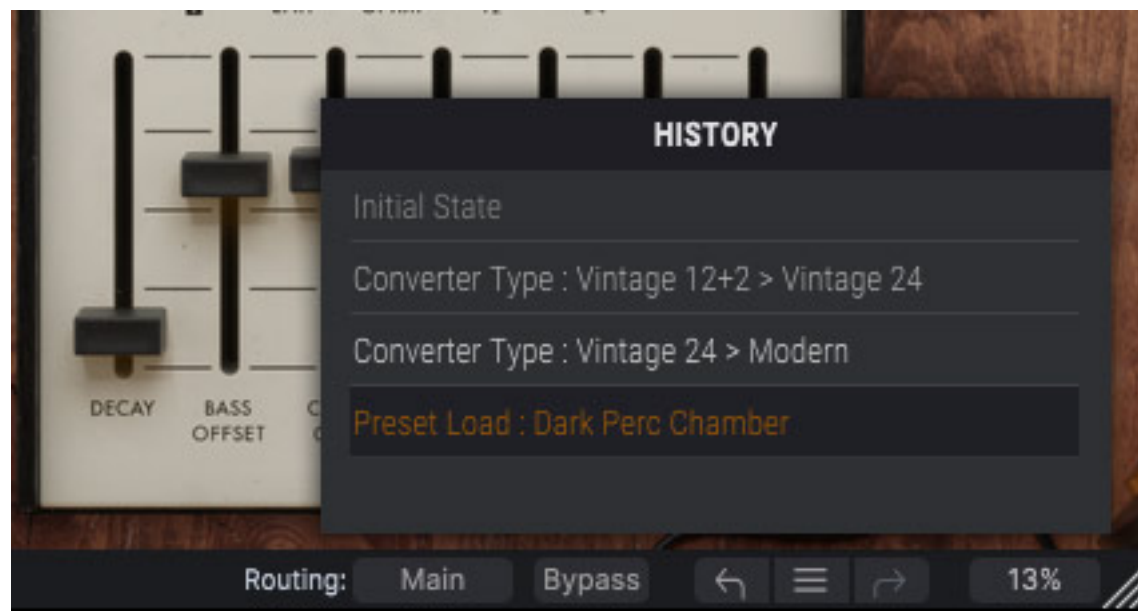 HISTORY
Initial State
Converter Type : Vintage 12+2 > Vintage 24
Converter Type : Vintage 24 > Modern
Preset Load : Dark Perc Chamber
DECAY
BASS
OFFSET
Routing: Main Bypass 13%